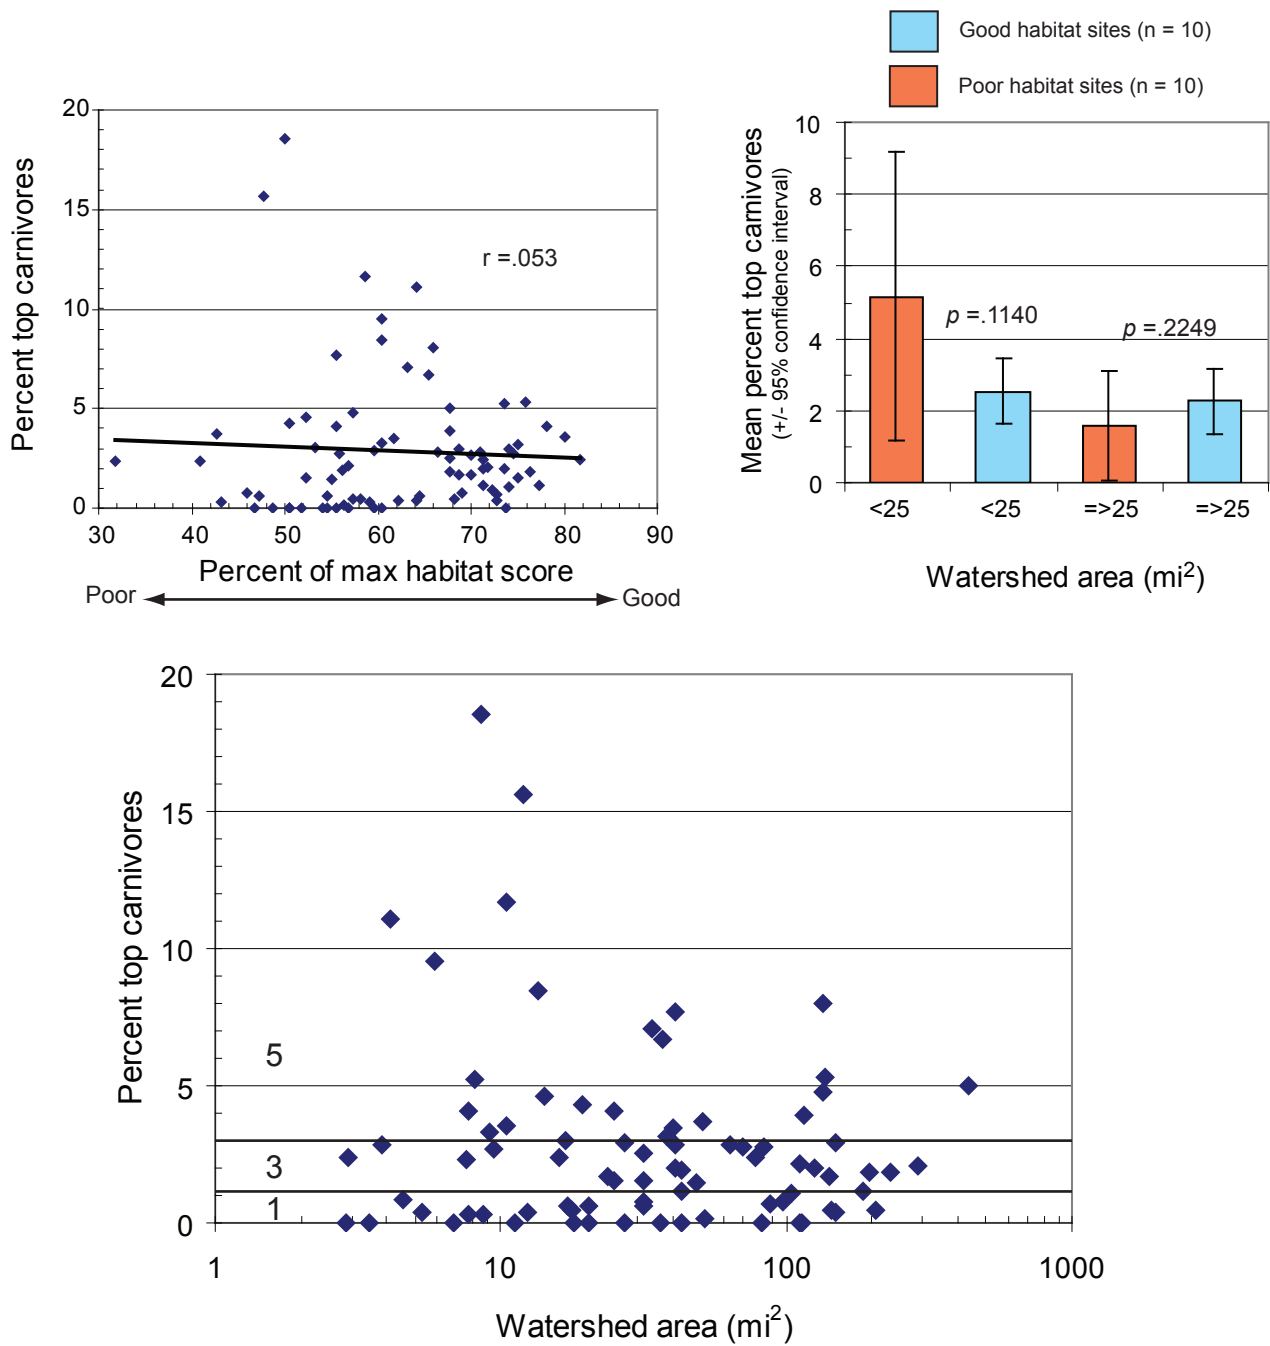 Good habitat sites (n = 10)
Poor habitat sites (n = 10)
20
15
10
5
0
Percent top carnivores
r =.053
30 40 50 60 70 80 90
Percent of max habitat score
Poor Good
10
8
6
4
2
0
Mean percent top carnivores
(+/- 95% confidence interval)
p =.1140
p =.2249
<25 <25 =>25 =>25
Watershed area (mi²)
20
15
10
5
0
Percent top carnivores
5
3
1
1 10 100 1000
Watershed area (mi²)